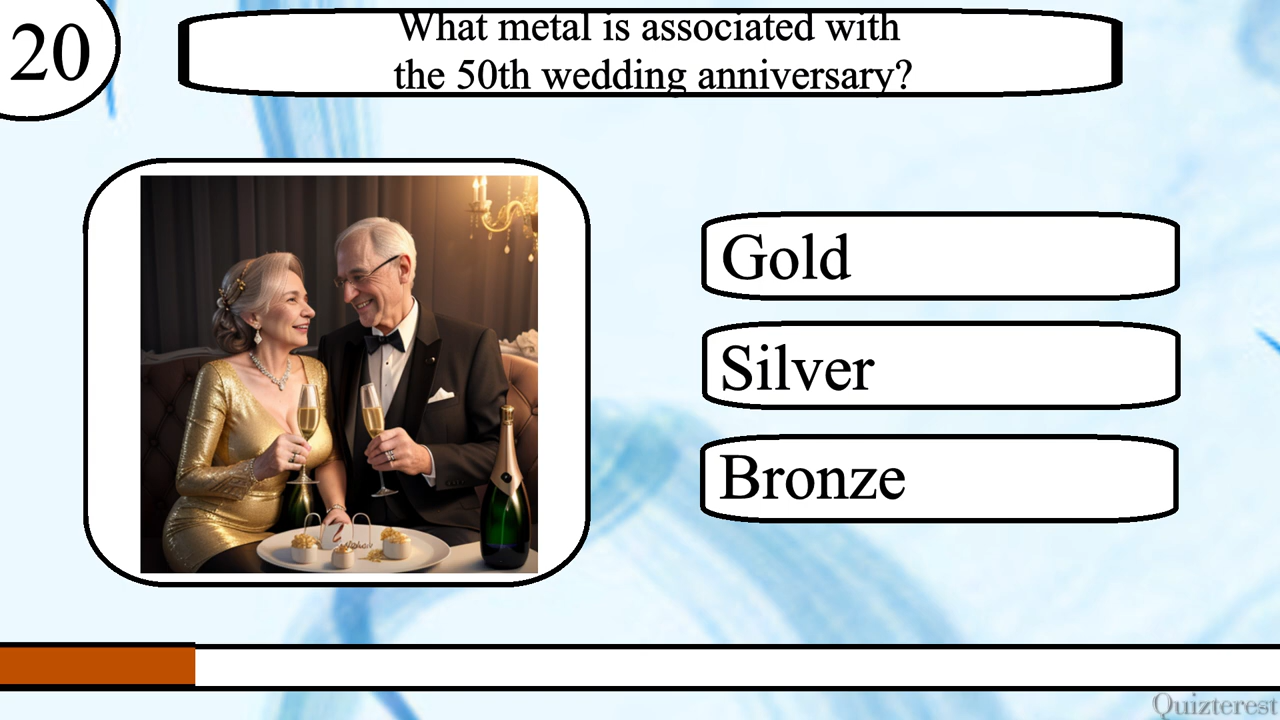 20
What metal is associated with
the 50th wedding anniversary?
Gold
Silver
Bronze
Quizterest